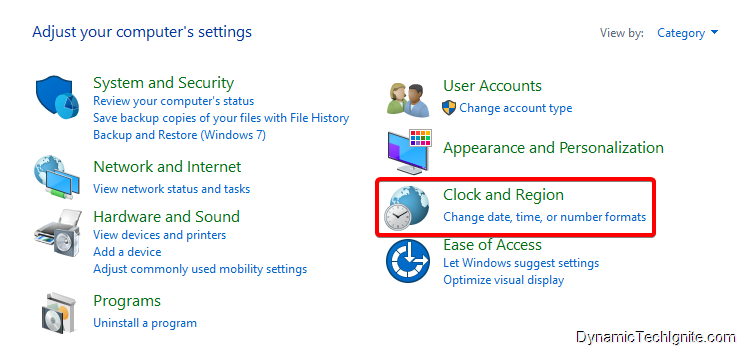 Adjust your computer's settings
View by: Category
System and Security
Review your computer's status
Save backup copies of your files with File History
Backup and Restore (Windows 7)
Network and Internet
View network status and tasks
Hardware and Sound
View devices and printers
Add a device
Adjust commonly used mobility settings
Programs
Uninstall a program
User Accounts
Change account type
Appearance and Personalization
Clock and Region
Change date, time, or number formats
Ease of Access
Let Windows suggest settings
Optimize visual display
DynamicTechIgnite.com